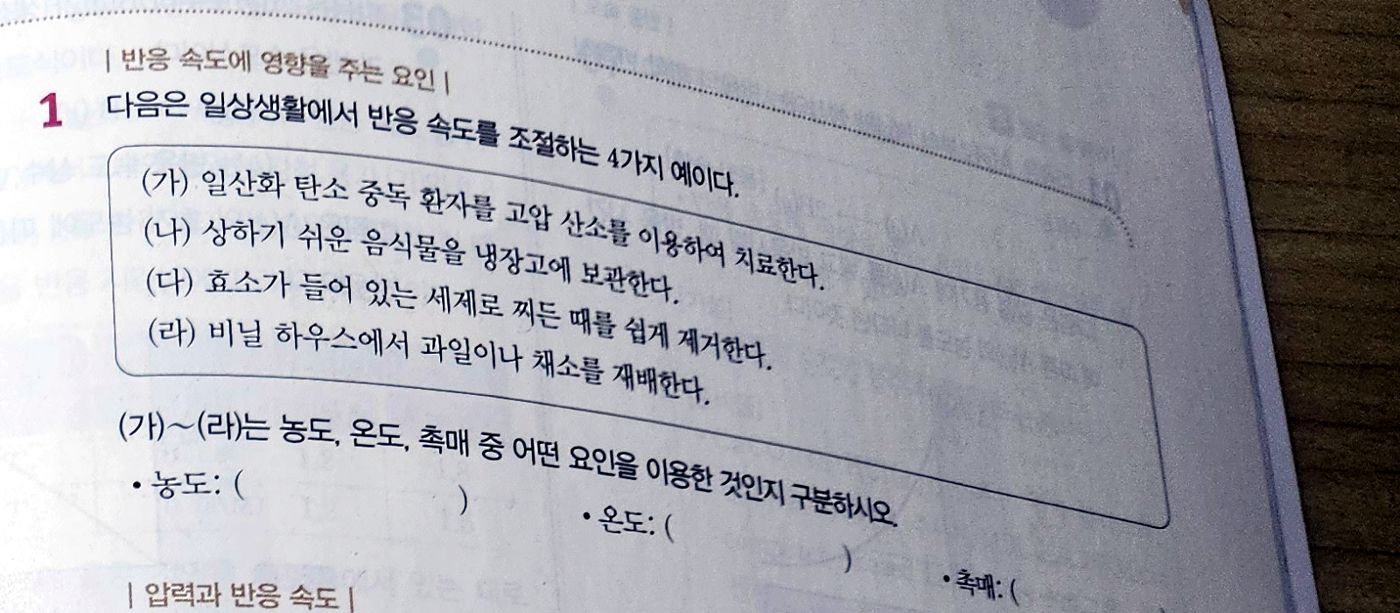 | 반응 속도에 영향을 주는 요인 |
1 다음은 일상생활에서 반응 속도를 조절하는 4가지 예이다.
(가) 일산화 탄소 중독 환자를 고압 산소를 이용하여 치료한다.
(나) 상하기 쉬운 음식물을 냉장고에 보관한다.
(다) 효소가 들어 있는 세제로 찌든 때를 쉽게 제거한다.
(라) 비닐 하우스에서 과일이나 채소를 재배한다.
(가)~(라)는 농도, 온도, 촉매 중 어떤 요인을 이용한 것인지 구분하시오.
• 농도: ( ) • 온도: ( ) • 촉매: (
| 압력과 반응 속도 |